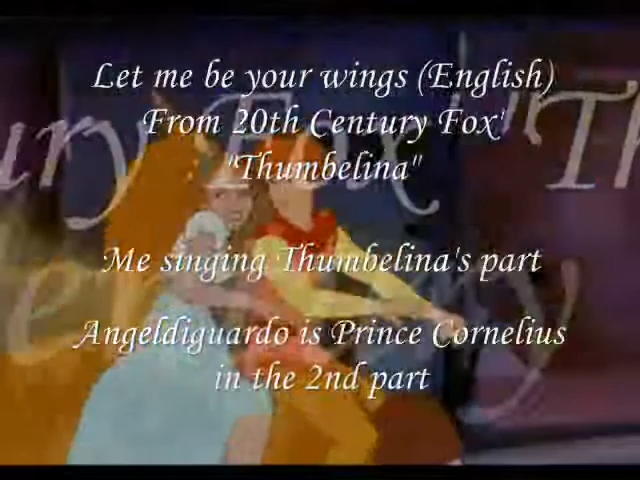 Let me be your wings (English)
From 20th Century Fox'
"Thumbelina"
Me singing Thumbelina's part
Angeldiguardo is Prince Cornelius
in the 2nd part